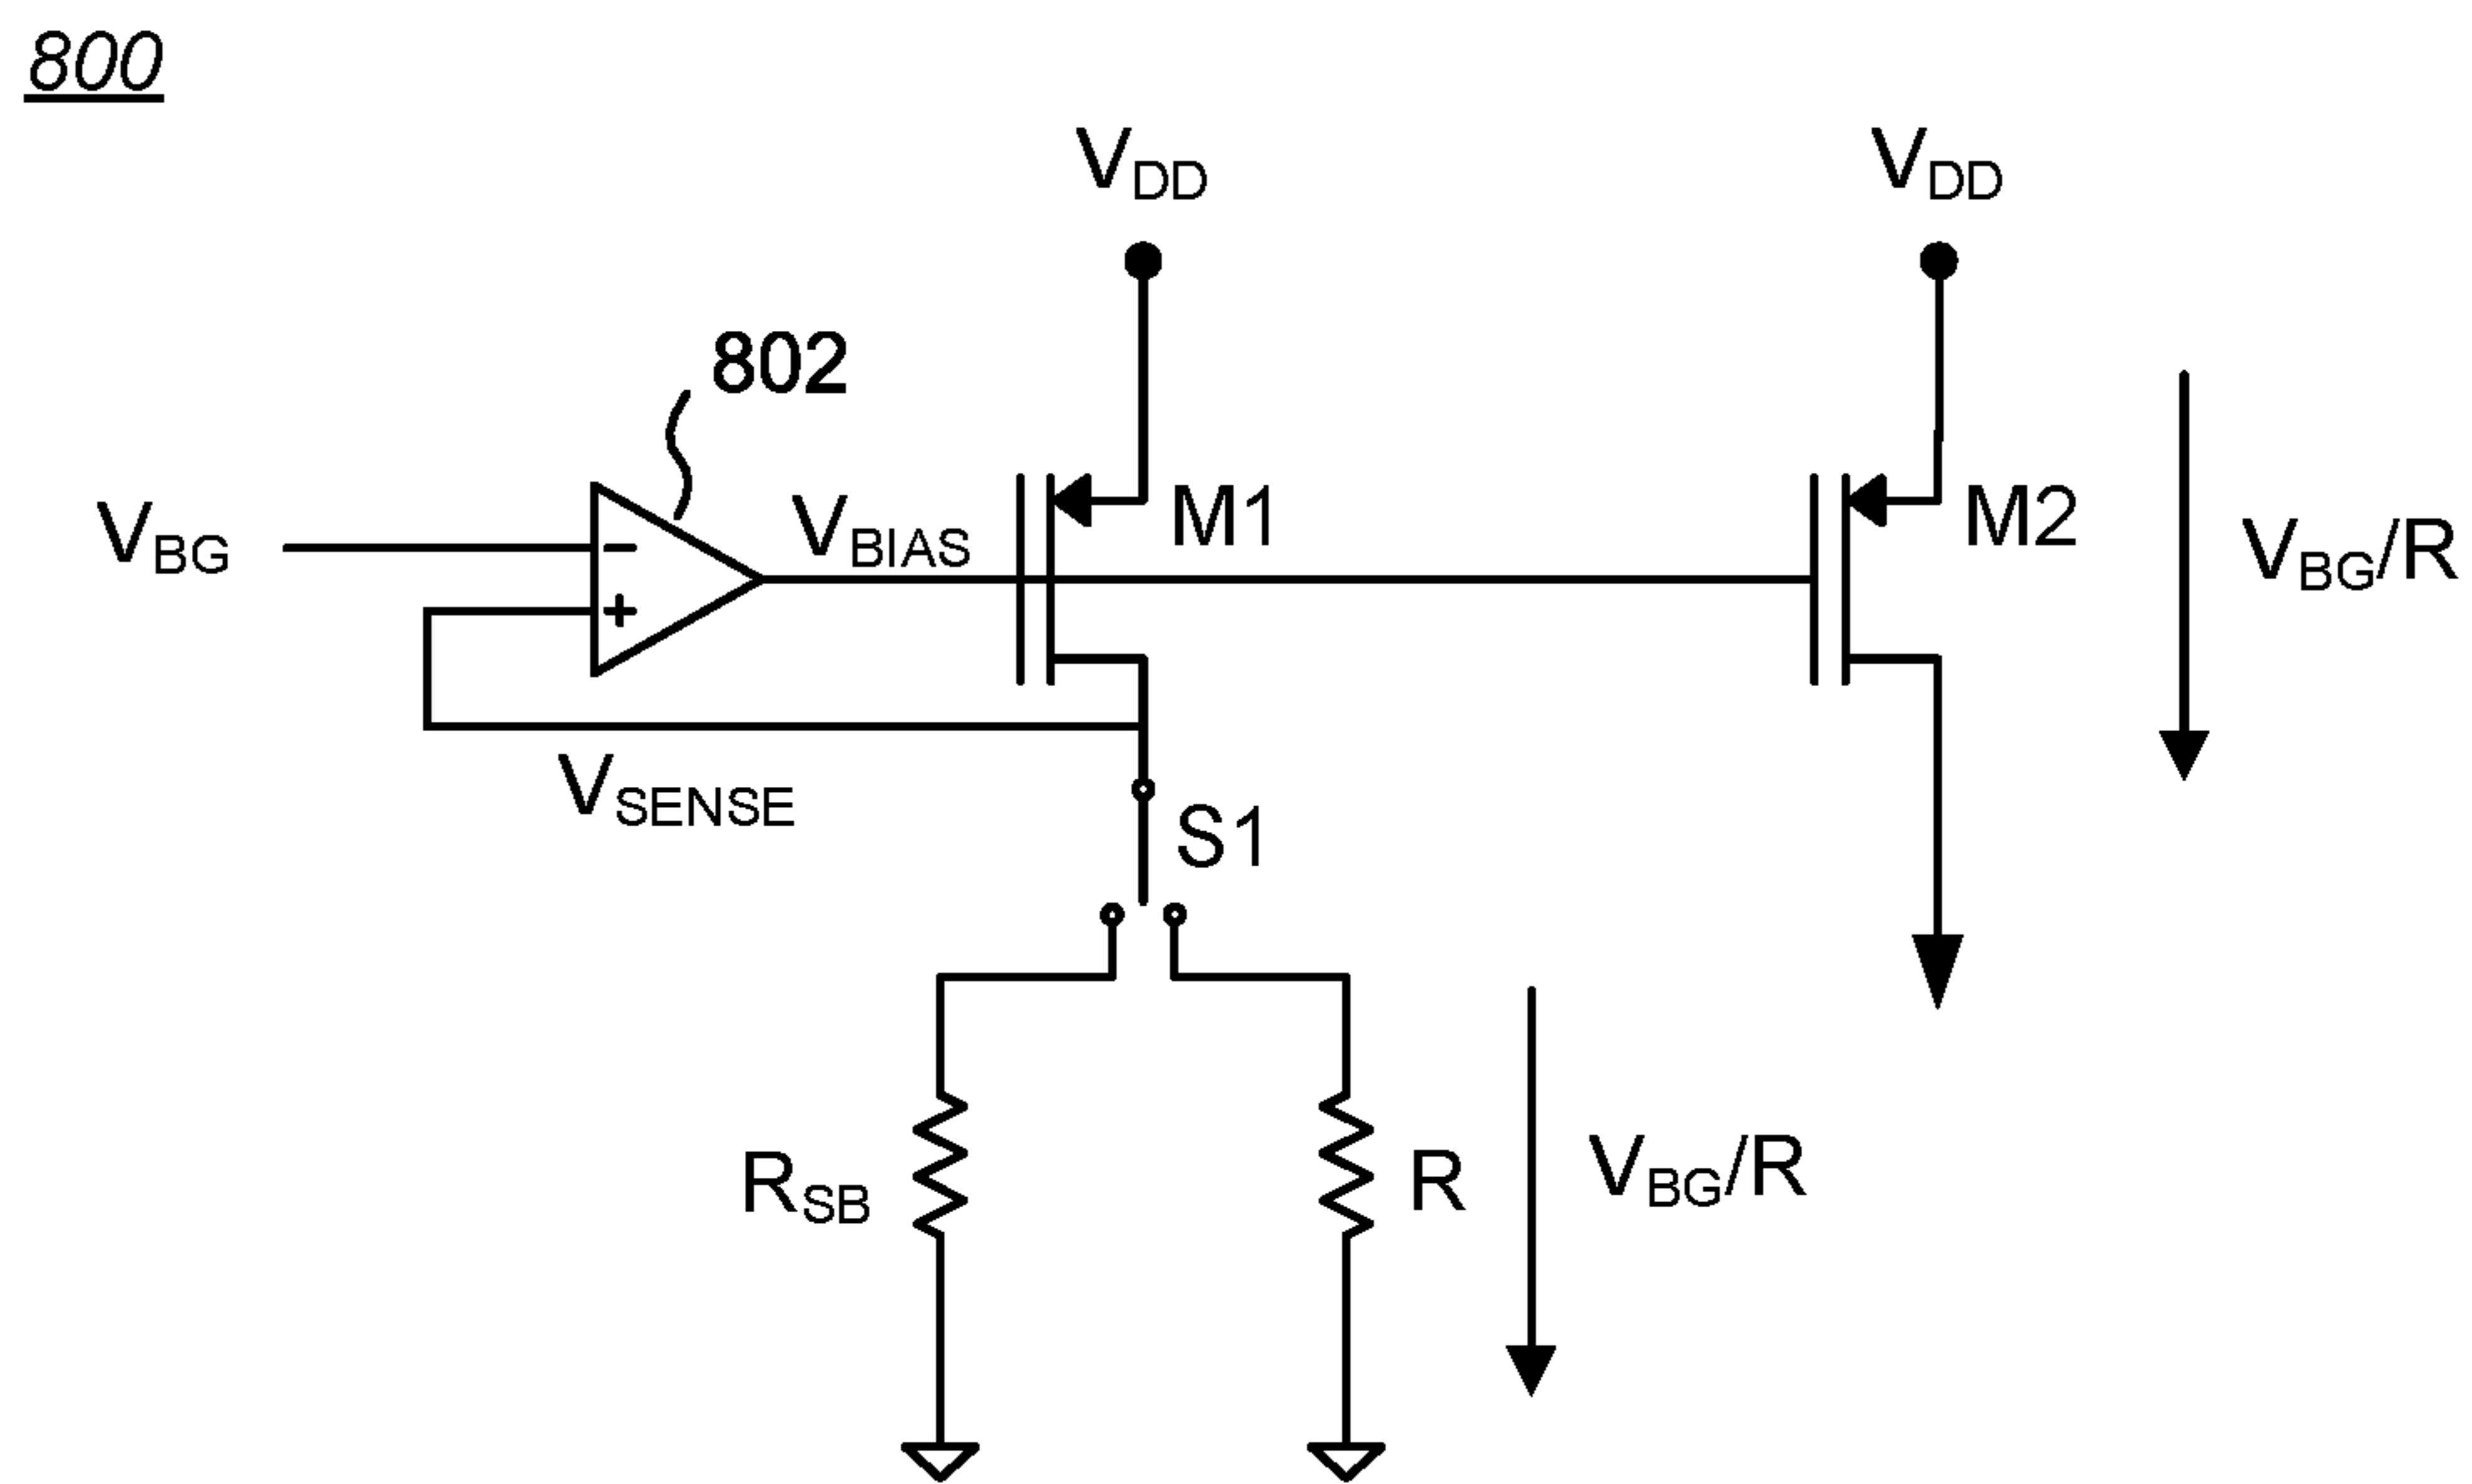 800
VDD
VDD
802
VBG
−
+
VBIAS
M1
M2
VBG/R
VSENSE
S1
RSB
R
VBG/R